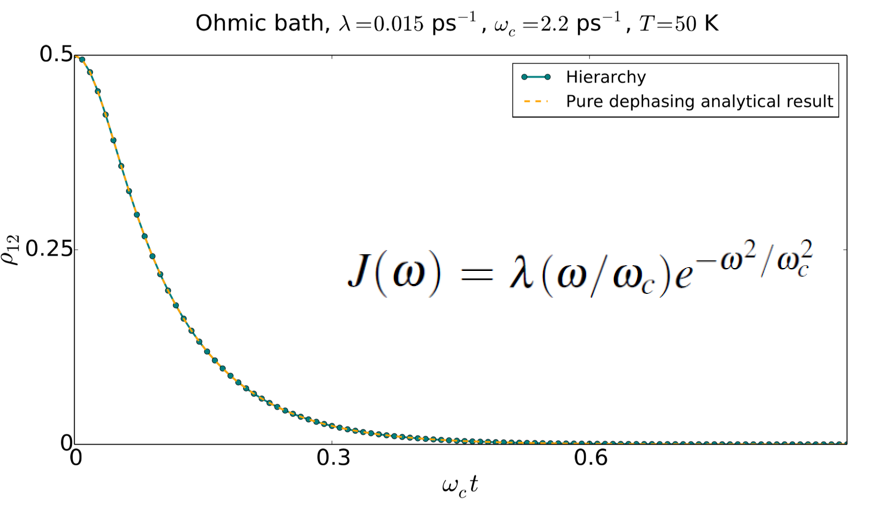 Ohmic bath, λ=0.015 ps⁻¹, ω_c=2.2 ps⁻¹, T=50 K
0.5
Hierarchy
Pure dephasing analytical result
ρ₁₂
0.25
J(ω) = λ(ω/ω_c)e^{−ω²/ω_c²}
0
0
0.3
0.6
ω_c t